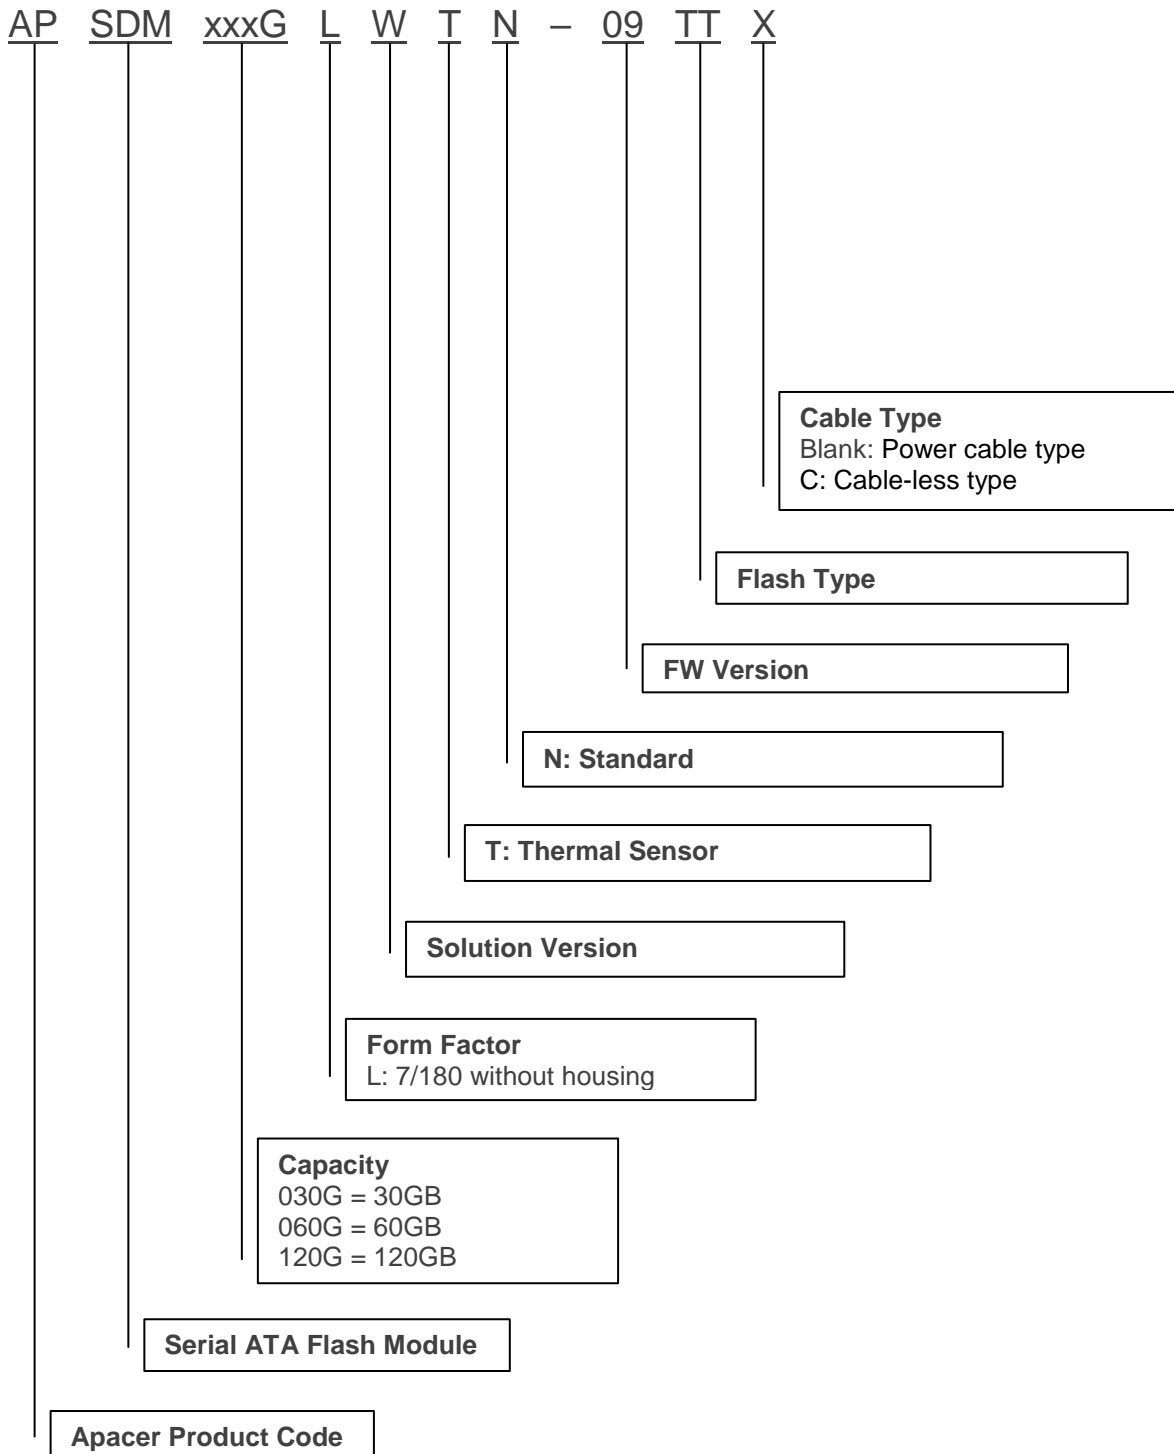 AP SDM xxxG L W T N – 09 TT X
Cable Type
Blank: Power cable type
C: Cable-less type
Flash Type
FW Version
N: Standard
T: Thermal Sensor
Solution Version
Form Factor
L: 7/180 without housing
Capacity
030G = 30GB
060G = 60GB
120G = 120GB
Serial ATA Flash Module
Apacer Product Code